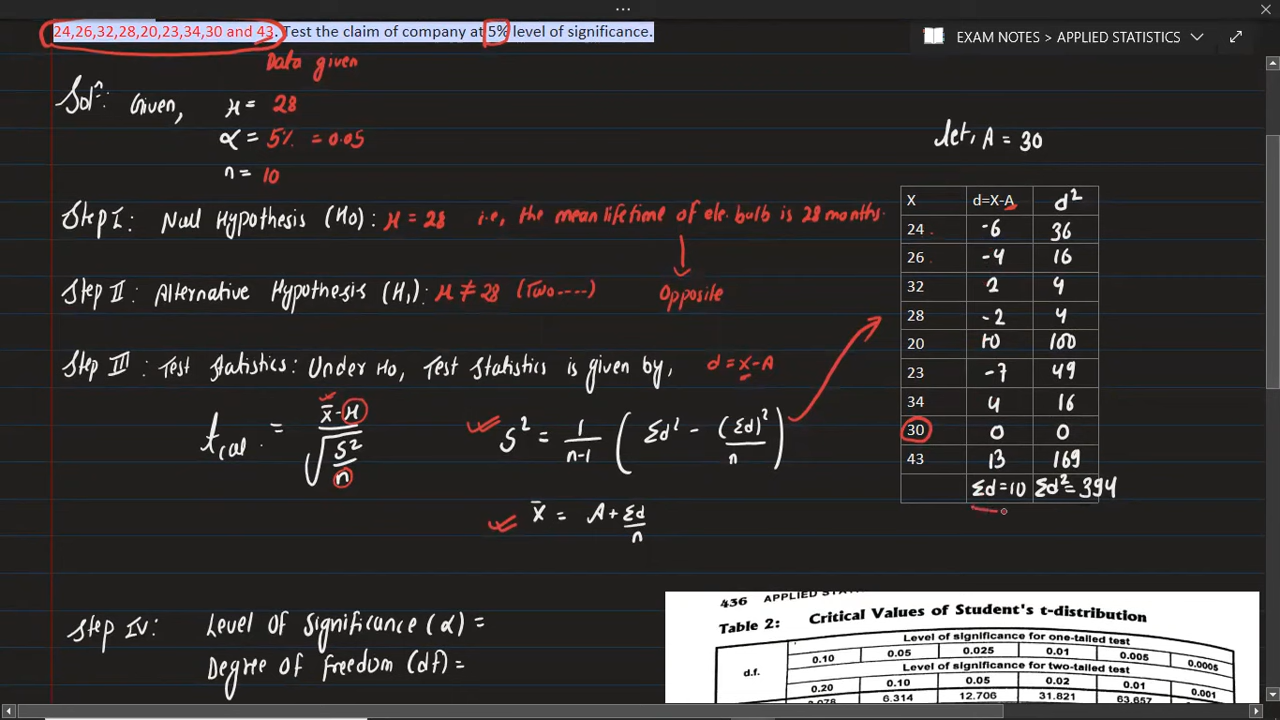 24,26,32,28,20,23,34,30 and 43. Test the claim of company at 5% level of significance.
EXAM NOTES > APPLIED STATISTICS
Data given
Solⁿ: Given, μ = 28
α = 5% = 0.05
n = 10
let, A = 30
Step I: Null Hypothesis (H0): μ = 28 i.e, the mean lifetime of ele. bulb is 28 months.
Opposite
Step II: Alternative Hypothesis (H1): μ ≠ 28 (Two----)
Step III: Test Statistics: Under H0, Test Statistics is given by, d = x-A
tcal = x̄-μ / √(S²/n)
S² = 1/(n-1) (Σd² - (Σd)²/n)
x̄ = A + Σd/n
X d=X-A d²
24 -6 36
26 -4 16
32 2 4
28 -2 4
20 10 100
23 -7 49
34 4 16
30 0 0
43 13 169
Σd=10 Σd²=394
Step IV: Level of Significance (α) =
Degree of Freedom (df) =
436
Table 2: Critical Values of Student's t-distribution
Level of significance for one-tailed test
d.f. 0.10 0.05 0.025 0.01 0.005 0.0005
Level of significance for two-tailed test
0.20 0.10 0.05 0.02 0.01 0.001
6.314 12.706 31.821 63.657